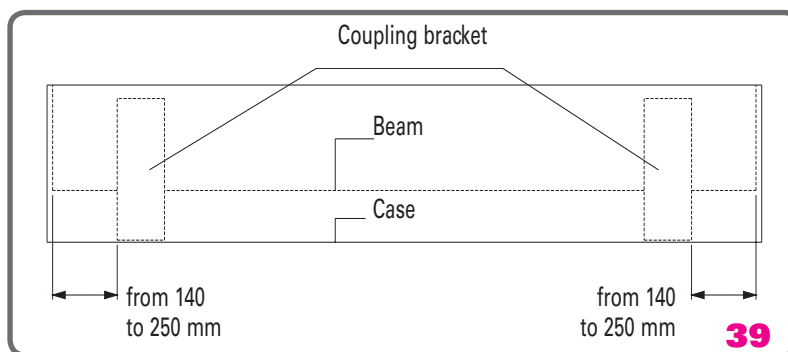 Coupling bracket
Beam
Case
from 140
to 250 mm
from 140
to 250 mm
39